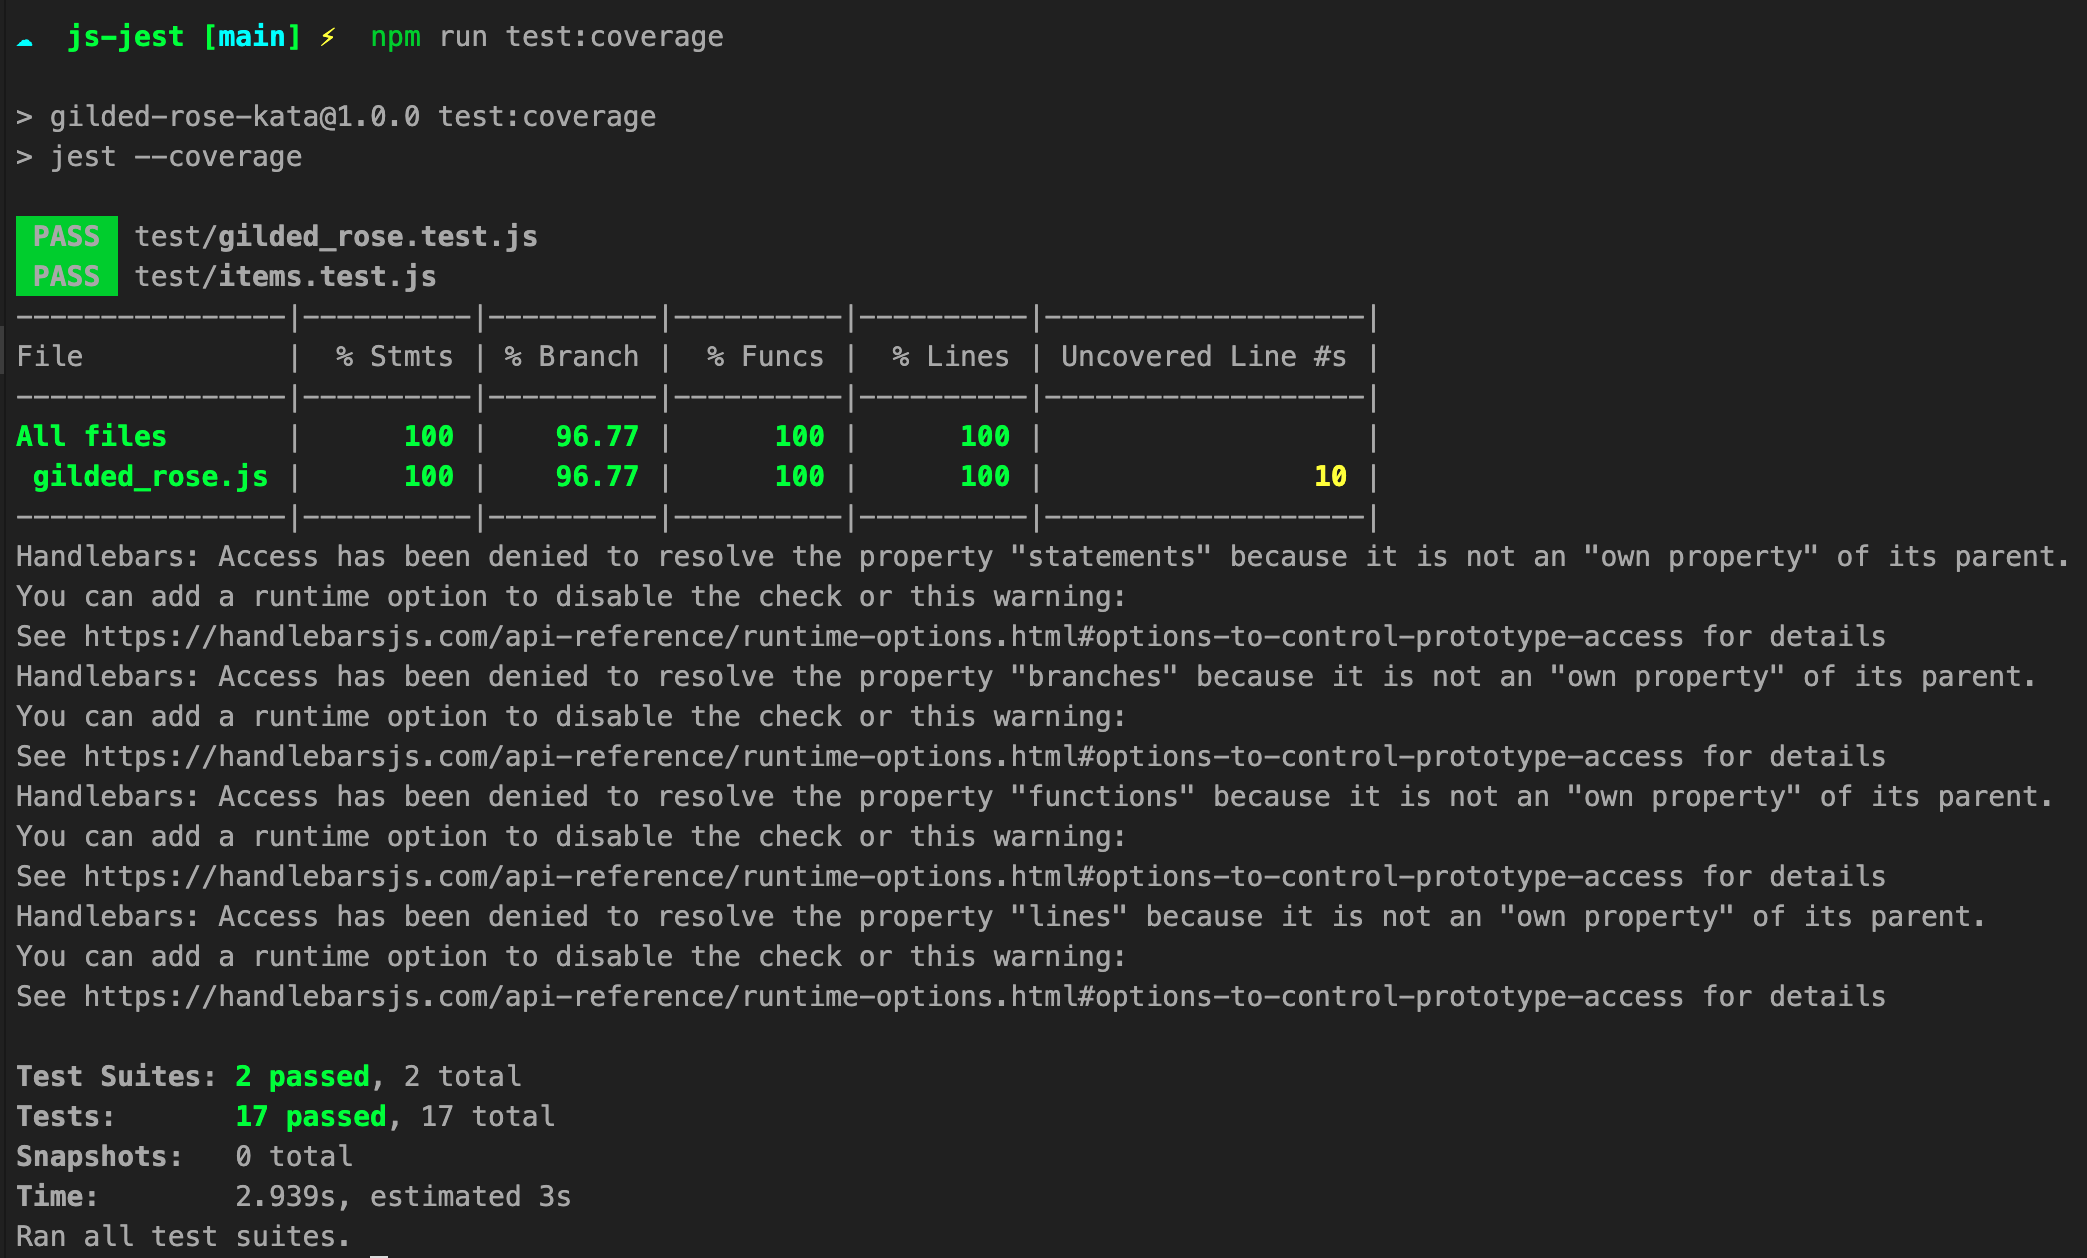 ☁  js-jest [main] ⚡  npm run test:coverage
> gilded-rose-kata@1.0.0 test:coverage
> jest --coverage
PASS  test/gilded_rose.test.js
PASS  test/items.test.js
----------------|----------|----------|----------|----------|-------------------|
File            |  % Stmts | % Branch |  % Funcs |  % Lines | Uncovered Line #s |
----------------|----------|----------|----------|----------|-------------------|
All files       |      100 |    96.77 |      100 |      100 |                   |
 gilded_rose.js |      100 |    96.77 |      100 |      100 |                10 |
----------------|----------|----------|----------|----------|-------------------|
Handlebars: Access has been denied to resolve the property "statements" because it is not an "own property" of its parent.
You can add a runtime option to disable the check or this warning:
See https://handlebarsjs.com/api-reference/runtime-options.html#options-to-control-prototype-access for details
Handlebars: Access has been denied to resolve the property "branches" because it is not an "own property" of its parent.
You can add a runtime option to disable the check or this warning:
See https://handlebarsjs.com/api-reference/runtime-options.html#options-to-control-prototype-access for details
Handlebars: Access has been denied to resolve the property "functions" because it is not an "own property" of its parent.
You can add a runtime option to disable the check or this warning:
See https://handlebarsjs.com/api-reference/runtime-options.html#options-to-control-prototype-access for details
Handlebars: Access has been denied to resolve the property "lines" because it is not an "own property" of its parent.
You can add a runtime option to disable the check or this warning:
See https://handlebarsjs.com/api-reference/runtime-options.html#options-to-control-prototype-access for details
Test Suites: 2 passed, 2 total
Tests:       17 passed, 17 total
Snapshots:   0 total
Time:        2.939s, estimated 3s
Ran all test suites.